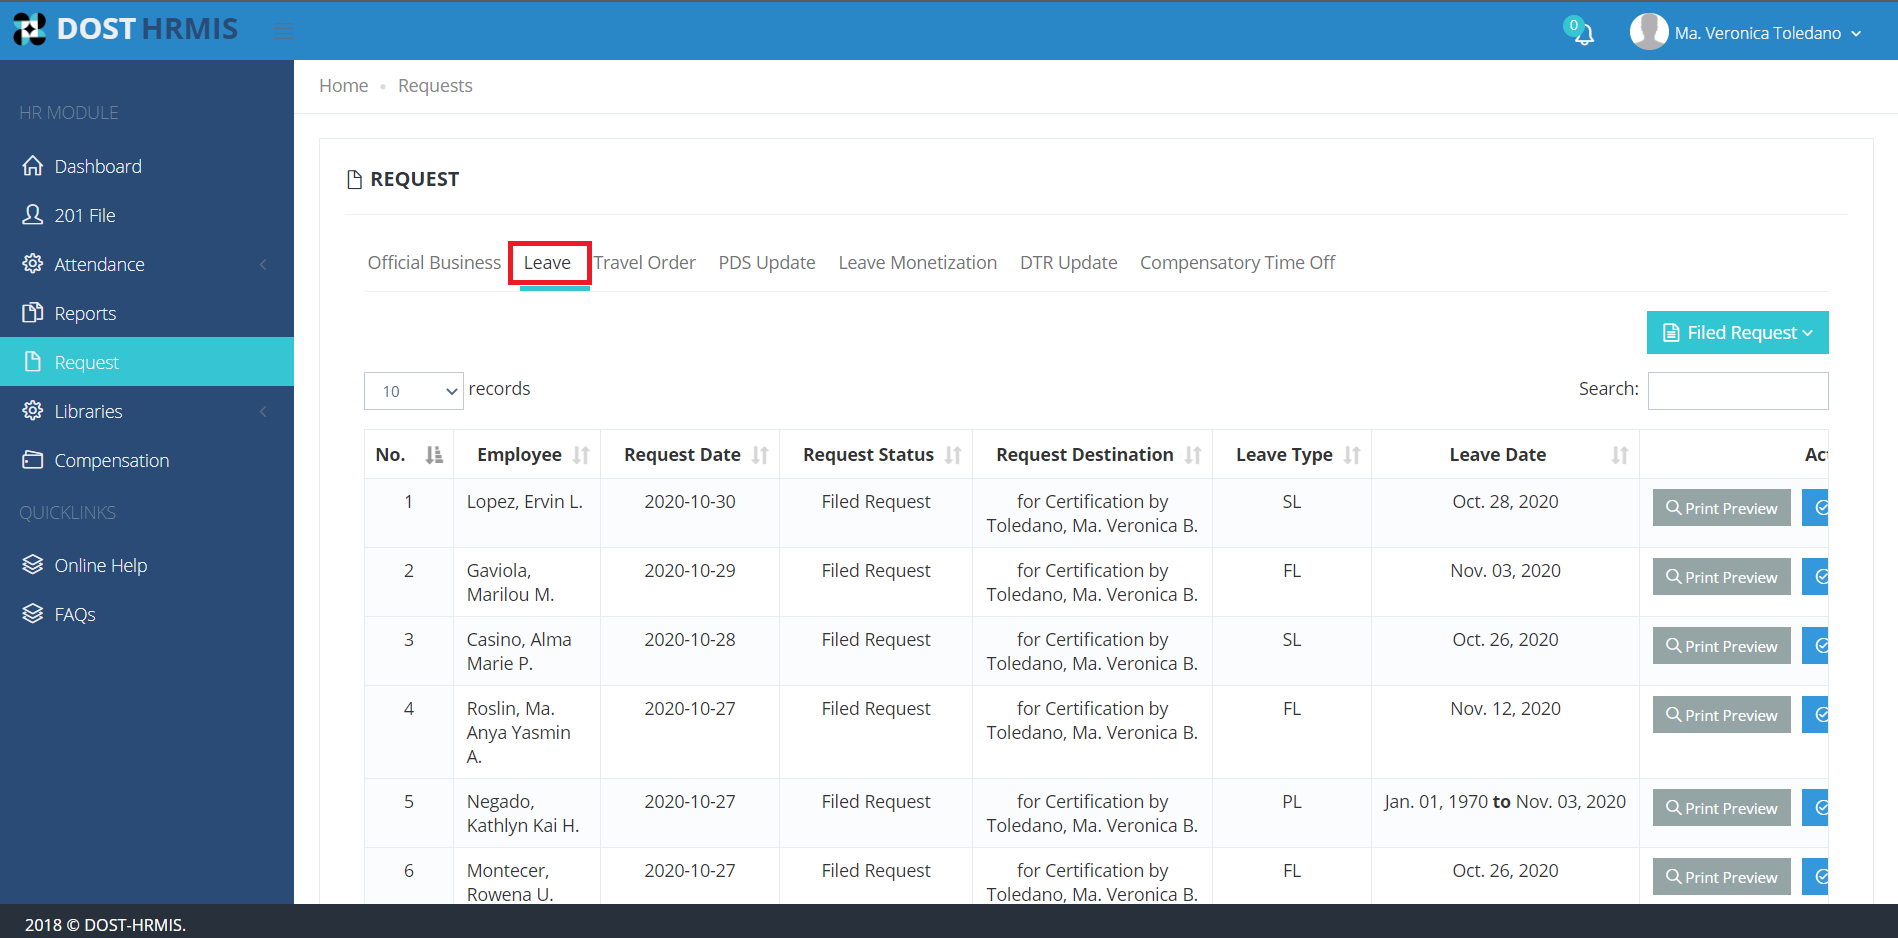 DOST HRMIS
0
Ma. Veronica Toledano
HR MODULE
Dashboard
201 File
Attendance
Reports
Request
Libraries
Compensation
QUICKLINKS
Online Help
FAQs
Home • Requests
REQUEST
Official Business Leave Travel Order PDS Update Leave Monetization DTR Update Compensatory Time Off
Filed Request
10 records
Search:
No. Employee Request Date Request Status Request Destination Leave Type Leave Date Act
1 Lopez, Ervin L. 2020-10-30 Filed Request for Certification by SL Oct. 28, 2020 Print Preview
Toledano, Ma. Veronica B.
2 Gaviola, 2020-10-29 Filed Request for Certification by FL Nov. 03, 2020 Print Preview
Marilou M. Toledano, Ma. Veronica B.
3 Casino, Alma 2020-10-28 Filed Request for Certification by SL Oct. 26, 2020 Print Preview
Marie P. Toledano, Ma. Veronica B.
4 Roslin, Ma. 2020-10-27 Filed Request for Certification by FL Nov. 12, 2020 Print Preview
Anya Yasmin Toledano, Ma. Veronica B.
A.
5 Negado, 2020-10-27 Filed Request for Certification by PL Jan. 01, 1970 to Nov. 03, 2020 Print Preview
Kathlyn Kai H. Toledano, Ma. Veronica B.
6 Montecer, 2020-10-27 Filed Request for Certification by FL Oct. 26, 2020 Print Preview
Rowena U. Toledano, Ma. Veronica B.
2018 © DOST-HRMIS.